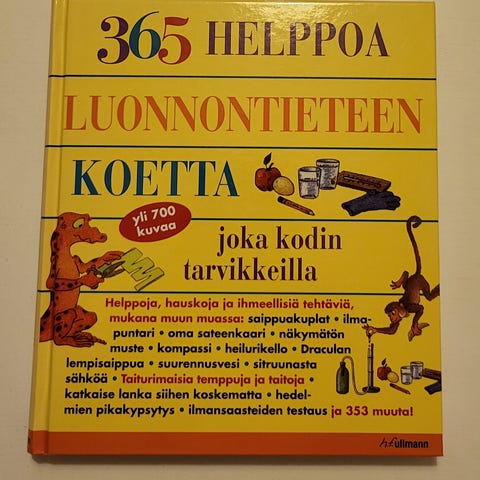 365 HELPPOA
LUONNONTIETEEN
KOETTA
yli 700
kuvaa
joka kodin
tarvikkeilla
Helppoja, hauskoja ja ihmeellisiä tehtäviä,
mukana muun muassa: saippuakuplat • ilma-
puntari • oma sateenkaari • näkymätön
muste • kompassi • heilurikello • Draculan
lempisaippua • suurennusvesi • sitruunasta
sähköä • Taiturimaisia temppuja ja taitoja •
katkaise lanka siihen koskematta • hedel-
mien pikakypsytys • ilmansaasteiden testaus ja 353 muuta!
h.f.ullmann